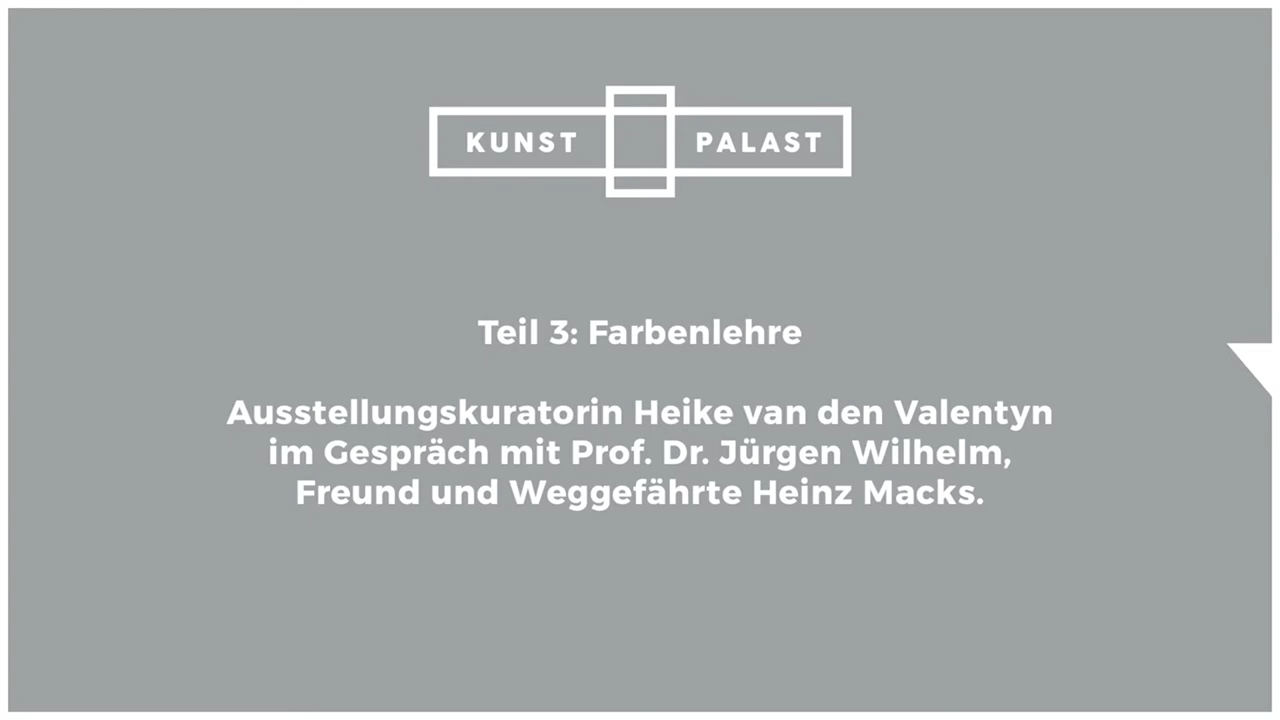 KUNST PALAST
Teil 3: Farbenlehre
Ausstellungskuratorin Heike van den Valentyn
im Gespräch mit Prof. Dr. Jürgen Wilhelm,
Freund und Weggefährte Heinz Macks.